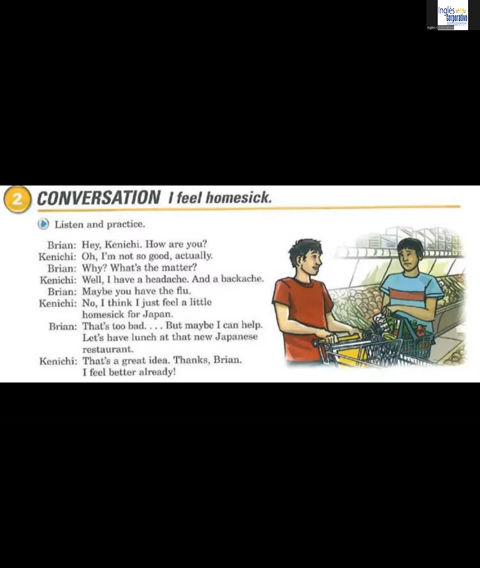 Inglés
Corporativo
2 CONVERSATION I feel homesick.
Listen and practice.
Brian: Hey, Kenichi. How are you?
Kenichi: Oh, I'm not so good, actually.
Brian: Why? What's the matter?
Kenichi: Well, I have a headache. And a backache.
Brian: Maybe you have the flu.
Kenichi: No, I think I just feel a little
homesick for Japan.
Brian: That's too bad. . . . But maybe I can help.
Let's have lunch at that new Japanese
restaurant.
Kenichi: That's a great idea. Thanks, Brian.
I feel better already!